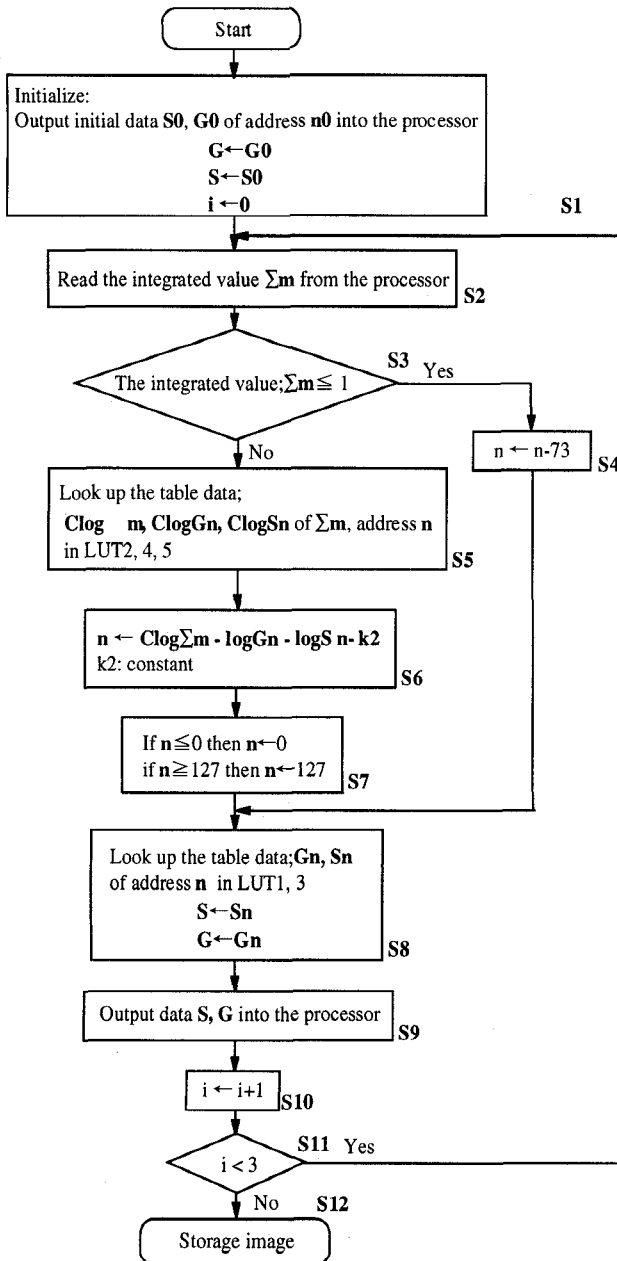 Start
Initialize:
Output initial data S0, G0 of address n0 into the processor
G←G0
S←S0
i←0
S1
Read the integrated value ∑m from the processor
S2
The integrated value;∑m≦ 1
S3
Yes
No
n ← n-73
S4
Look up the table data;
Clog m, ClogGn, ClogSn of ∑m, address n
in LUT2, 4, 5
S5
n ← Clog∑m - logGn - logS n- k2
k2: constant
S6
If n≦0 then n←0
if n≧127 then n←127
S7
Look up the table data;Gn, Sn
of address n in LUT1, 3
S←Sn
G←Gn
S8
Output data S, G into the processor
S9
i ← i+1
S10
i < 3
S11 Yes
No
S12
Storage image